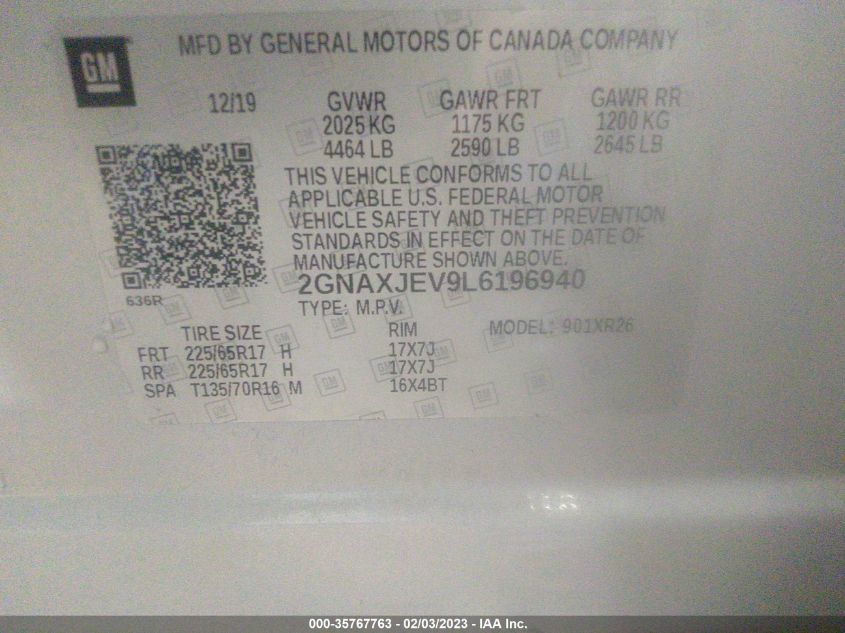 GM
MFD BY GENERAL MOTORS OF CANADA COMPANY
12/19 GVWR GAWR FRT GAWR RR
2025 KG 1175 KG 1200 KG
4464 LB 2590 LB 2645 LB
THIS VEHICLE CONFORMS TO ALL
APPLICABLE U.S. FEDERAL MOTOR
VEHICLE SAFETY AND THEFT PREVENTION
STANDARDS IN EFFECT ON THE DATE OF
MANUFACTURE SHOWN ABOVE.
2GNAXJEV9L6196940
636R
TYPE: M.P.V.
TIRE SIZE RIM MODEL: 901XR26
FRT 225/65R17 H 17X7J
RR 225/65R17 H 17X7J
SPA T135/70R16 M 16X4BT
000-35767763 - 02/03/2023 - IAA Inc.